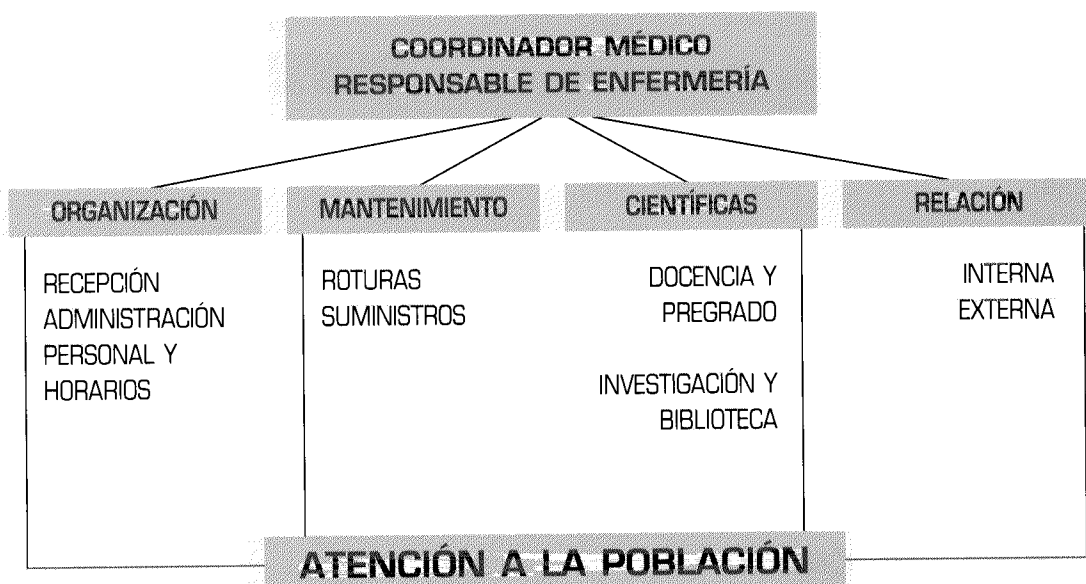 COORDINADOR MÉDICO
RESPONSABLE DE ENFERMERÍA
ORGANIZACIÓN
RECEPCIÓN
ADMINISTRACIÓN
PERSONAL Y
HORARIOS
MANTENIMIENTO
ROTURAS
SUMINISTROS
CIENTÍFICAS
DOCENCIA Y
PREGRADO
INVESTIGACIÓN Y
BIBLIOTECA
RELACIÓN
INTERNA
EXTERNA
ATENCIÓN A LA POBLACIÓN